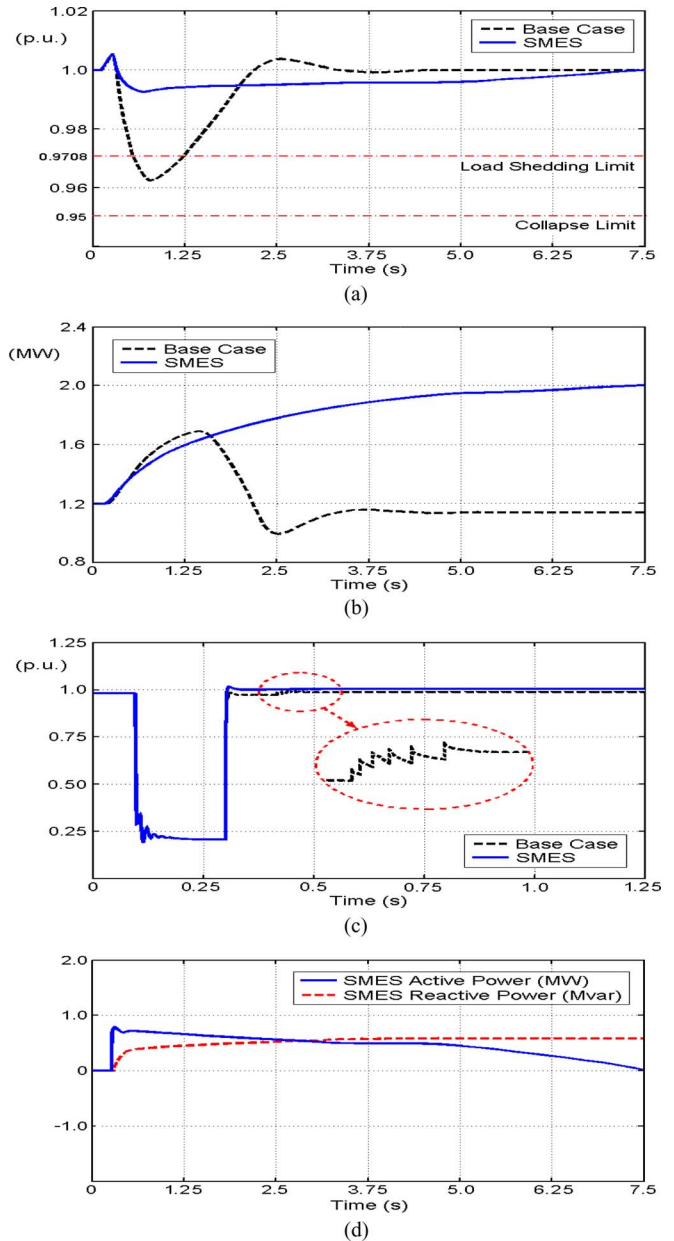 1.02
(p.u.)
Base Case
SMES
1.0
0.98
0.9708
Load Shedding Limit
0.96
0.95
Collapse Limit
0 1.25 2.5 3.75 5.0 6.25 7.5
Time (s)
(a)
2.4
(MW)
Base Case
SMES
2.0
1.6
1.2
0.8
0 1.25 2.5 3.75 5.0 6.25 7.5
Time (s)
(b)
1.25
(p.u.)
1.0
0.75
0.50
0.25
Base Case
SMES
0 0.25 0.5 0.75 1.0 1.25
Time (s)
(c)
2.0
SMES Active Power (MW)
SMES Reactive Power (Mvar)
1.0
0
-1.0
0 1.25 2.5 3.75 5.0 6.25 7.5
Time (s)
(d)